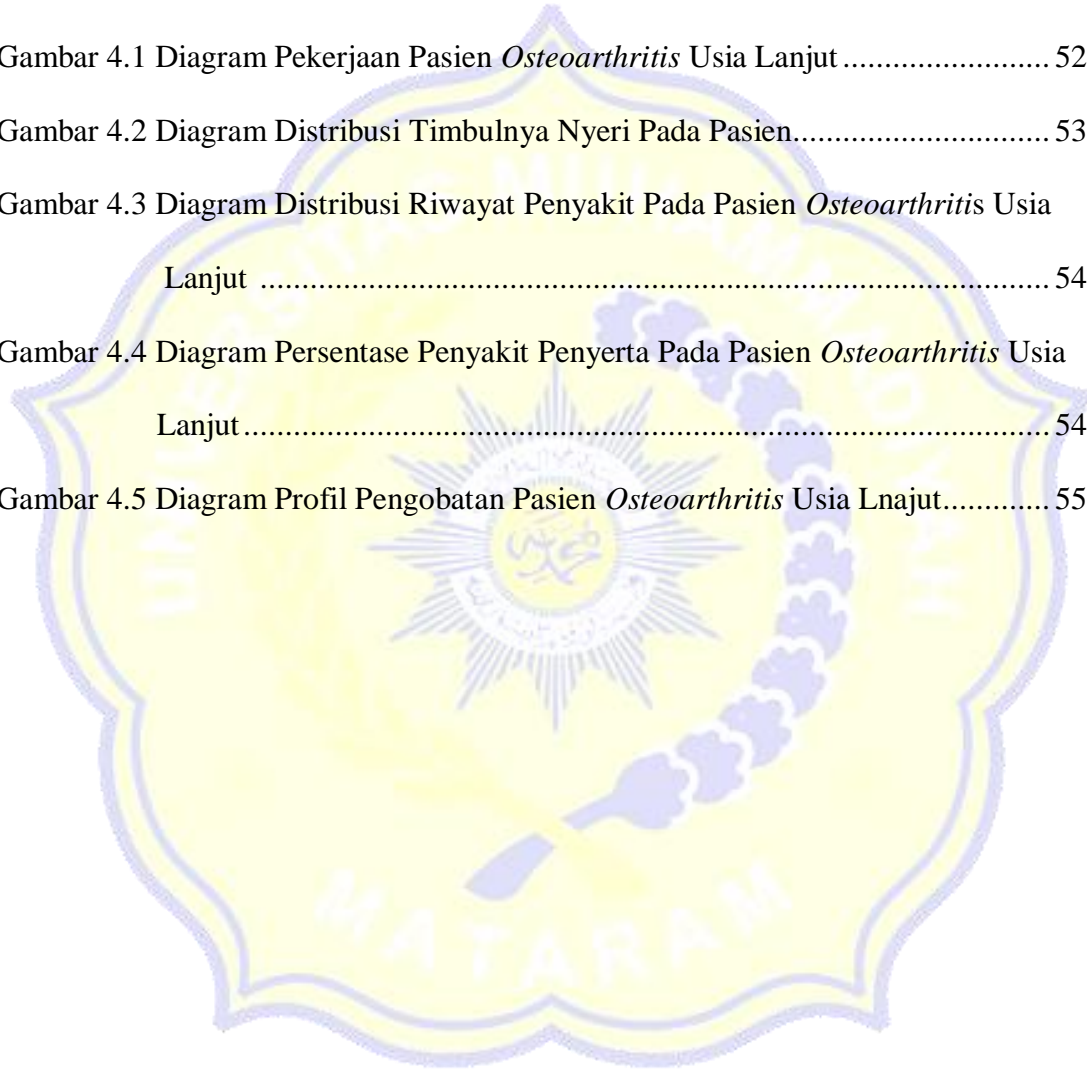 Gambar 4.1 Diagram Pekerjaan Pasien Osteoarthritis Usia Lanjut ......................... 52
Gambar 4.2 Diagram Distribusi Timbulnya Nyeri Pada Pasien............................... 53
Gambar 4.3 Diagram Distribusi Riwayat Penyakit Pada Pasien Osteoarthritis Usia
Lanjut ................................................................................................ 54
Gambar 4.4 Diagram Persentase Penyakit Penyerta Pada Pasien Osteoarthritis Usia
Lanjut .................................................................................................. 54
Gambar 4.5 Diagram Profil Pengobatan Pasien Osteoarthritis Usia Lnajut............. 55
UNIVERSITAS MUHAMMADIYAH
MATARAM